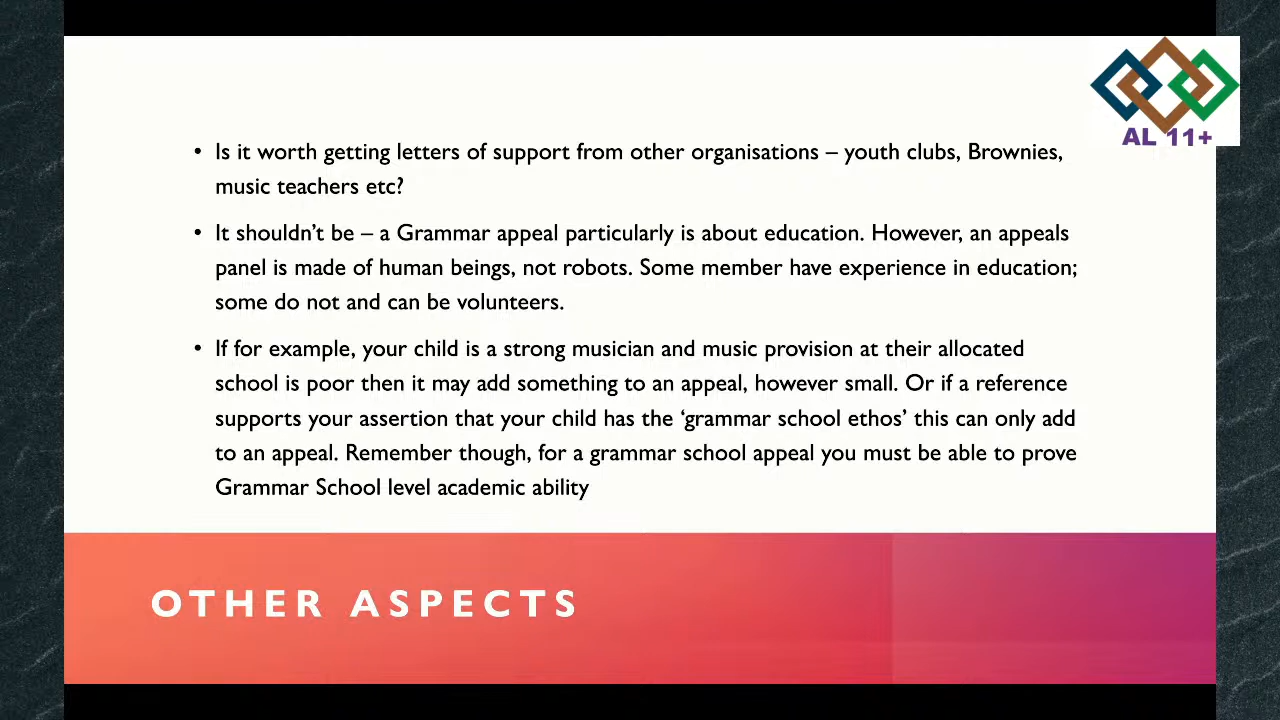 AL 11+
• Is it worth getting letters of support from other organisations – youth clubs, Brownies,
music teachers etc?
• It shouldn’t be – a Grammar appeal particularly is about education. However, an appeals
panel is made of human beings, not robots. Some member have experience in education;
some do not and can be volunteers.
• If for example, your child is a strong musician and music provision at their allocated
school is poor then it may add something to an appeal, however small. Or if a reference
supports your assertion that your child has the ‘grammar school ethos’ this can only add
to an appeal. Remember though, for a grammar school appeal you must be able to prove
Grammar School level academic ability
OTHER ASPECTS